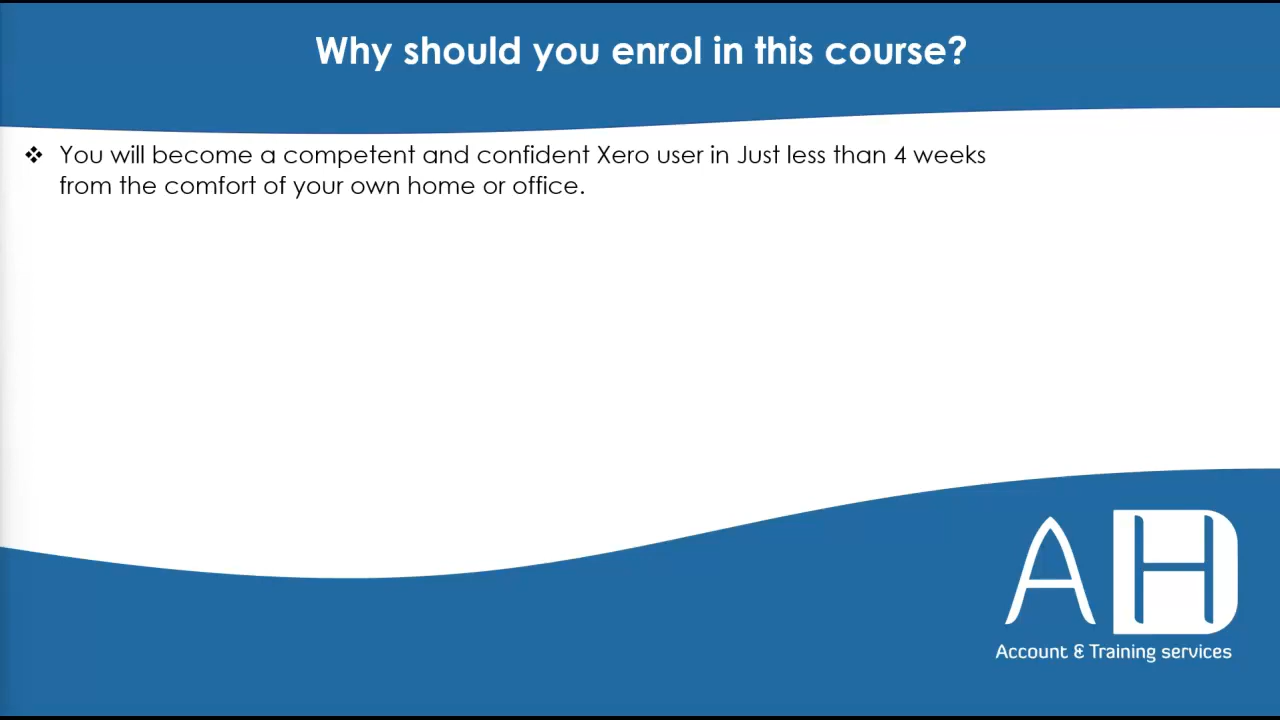 Why should you enrol in this course?
❖ You will become a competent and confident Xero user in Just less than 4 weeks
from the comfort of your own home or office.
AHD
Account & Training services